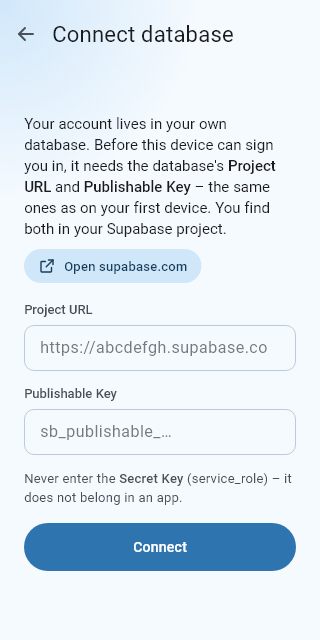 Connect database
Your account lives in your own
database. Before this device can sign
you in, it needs the database's Project
URL and Publishable Key – the same
ones as on your first device. You find
both in your Supabase project.
Open supabase.com
Project URL
https://abcdefgh.supabase.co
Publishable Key
sb_publishable_…
Never enter the Secret Key (service_role) – it
does not belong in an app.
Connect